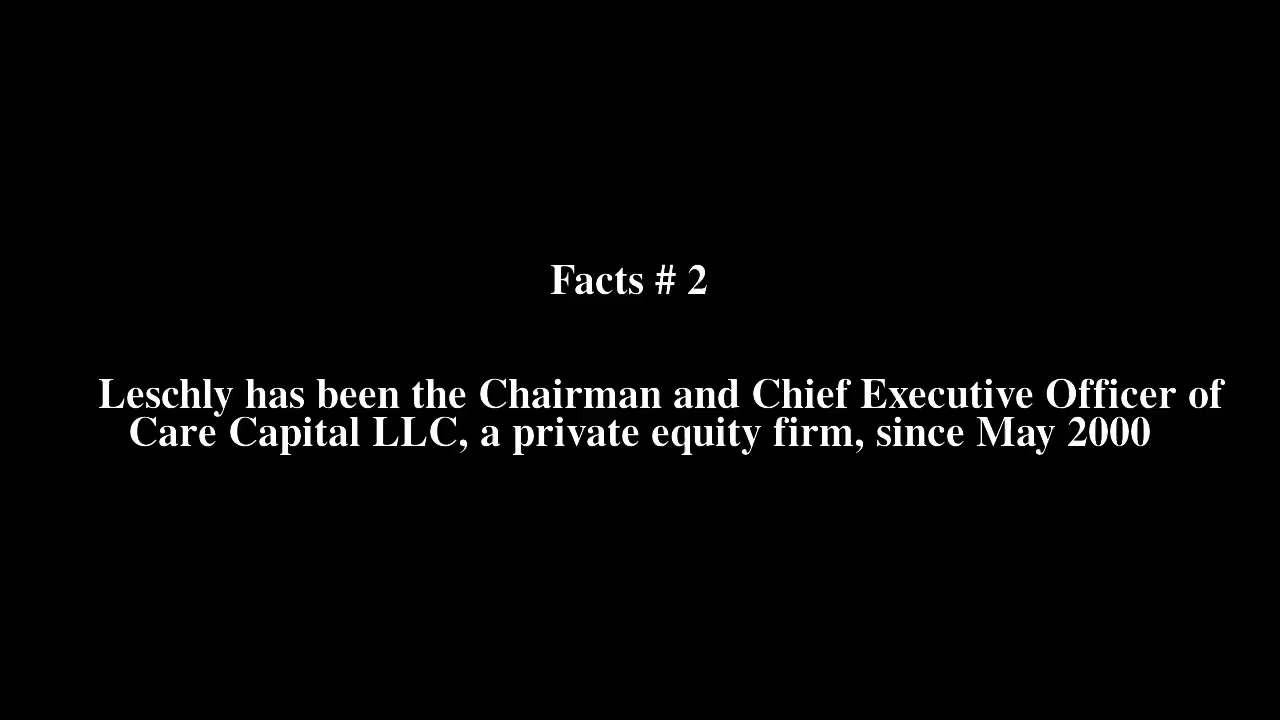 Facts # 2
Leschly has been the Chairman and Chief Executive Officer of
Care Capital LLC, a private equity firm, since May 2000